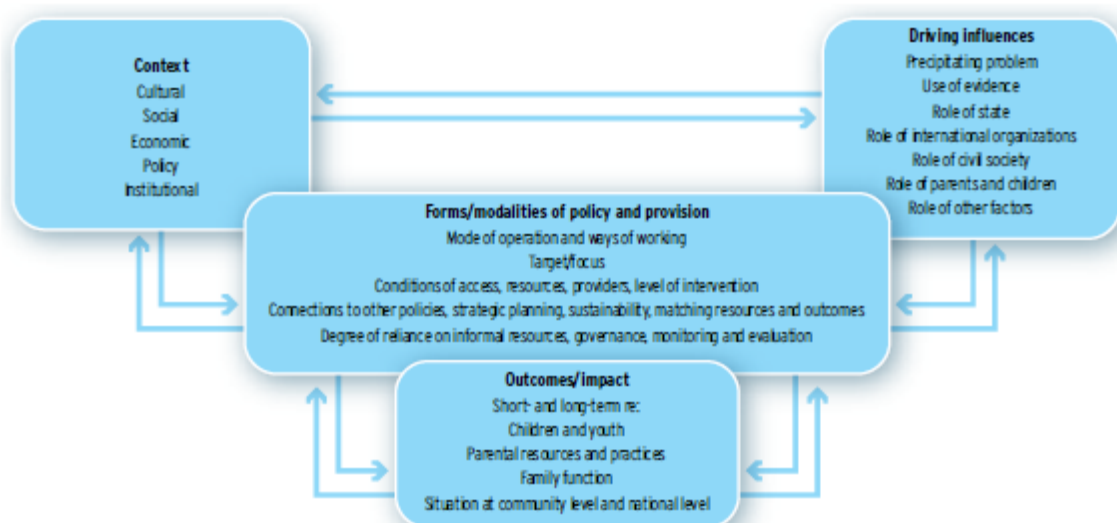 Context
Cultural
Social
Economic
Policy
Institutional
Driving influences
Precipitating problem
Use of evidence
Role of state
Role of international organizations
Role of civil society
Role of parents and children
Role of other factors
Forms/modalities of policy and provision
Mode of operation and ways of working
Target/focus
Conditions of access, resources, providers, level of intervention
Connections to other policies, strategic planning, sustainability, matching resources and outcomes
Degree of reliance on informal resources, governance, monitoring and evaluation
Outcomes/impact
Short- and long-term re:
Children and youth
Parental resources and practices
Family function
Situation at community level and national level